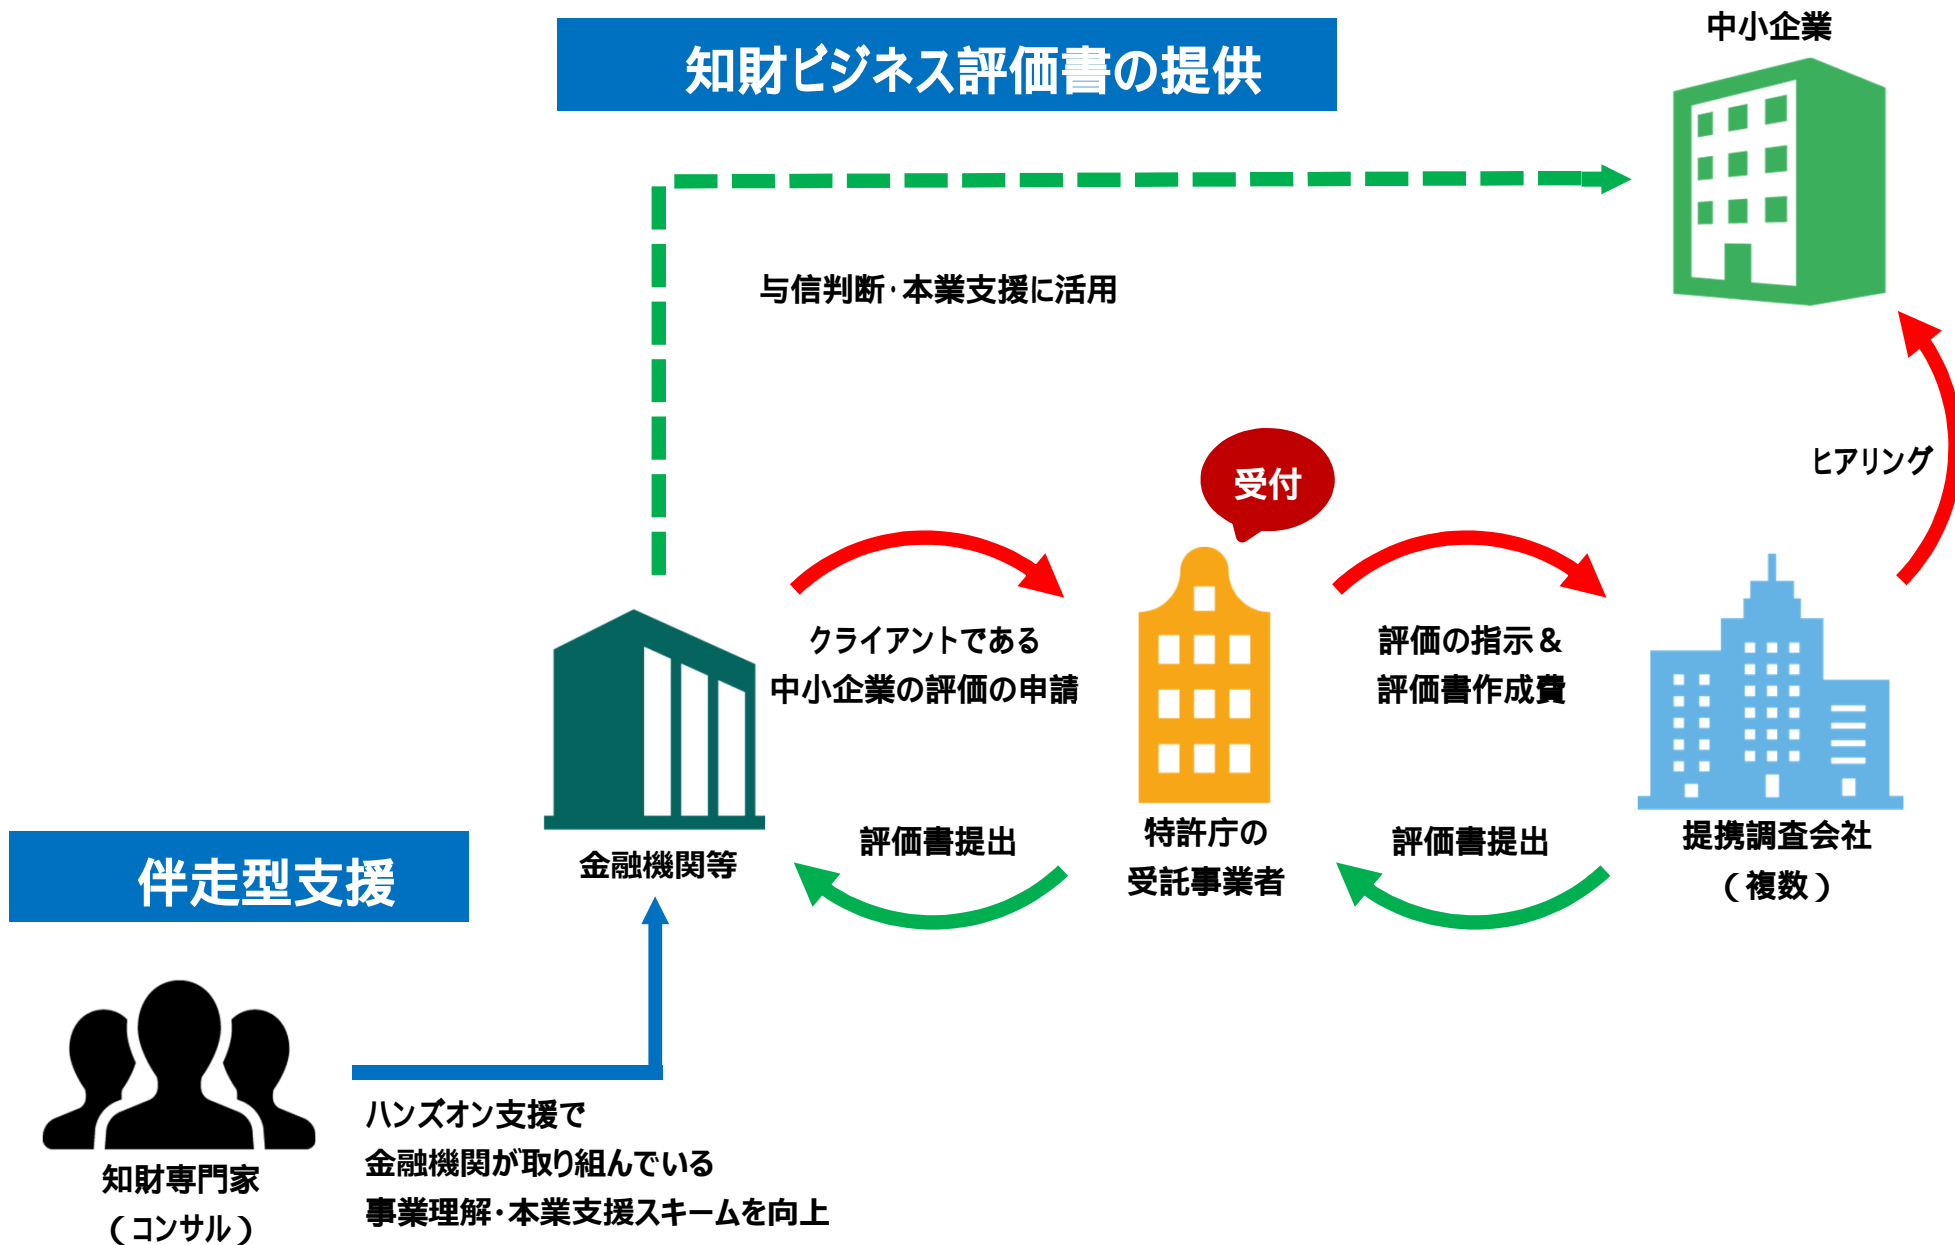 中小企業
知財ビジネス評価書の提供
与信判断・本業支援に活用
ヒアリング
受付
クライアントである
中小企業の評価の申請
評価の指示＆
評価書作成費
評価書提出
評価書提出
特許庁の
受託事業者
提携調査会社
（複数）
金融機関等
伴走型支援
ハンズオン支援で
金融機関が取り組んでいる
事業理解・本業支援スキームを向上
知財専門家
（コンサル）